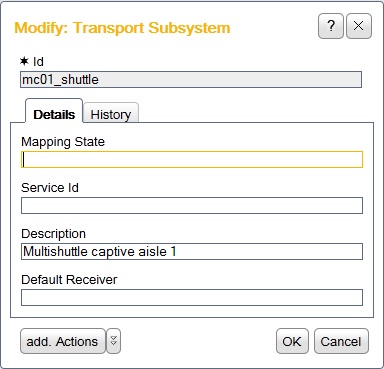 Modify: Transport Subsystem
?
✶ Id
mc01_shuttle
Details History
Mapping State
Service Id
Description
Multishuttle captive aisle 1
Default Receiver
add. Actions OK Cancel